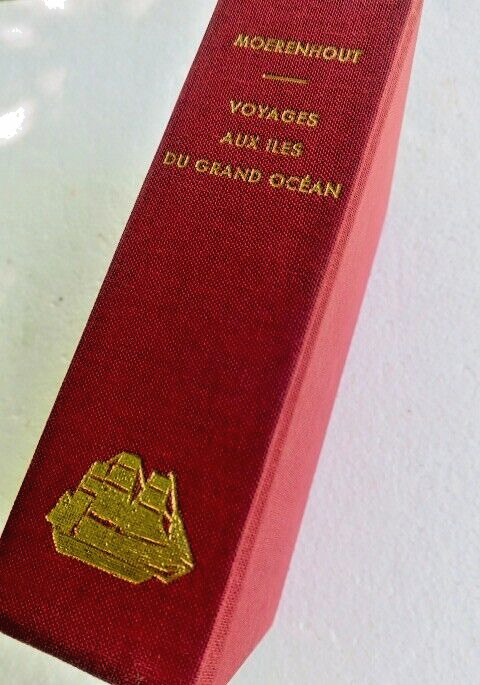 MOERENHOUT
VOYAGES
AUX ILES
DU GRAND OCÉAN